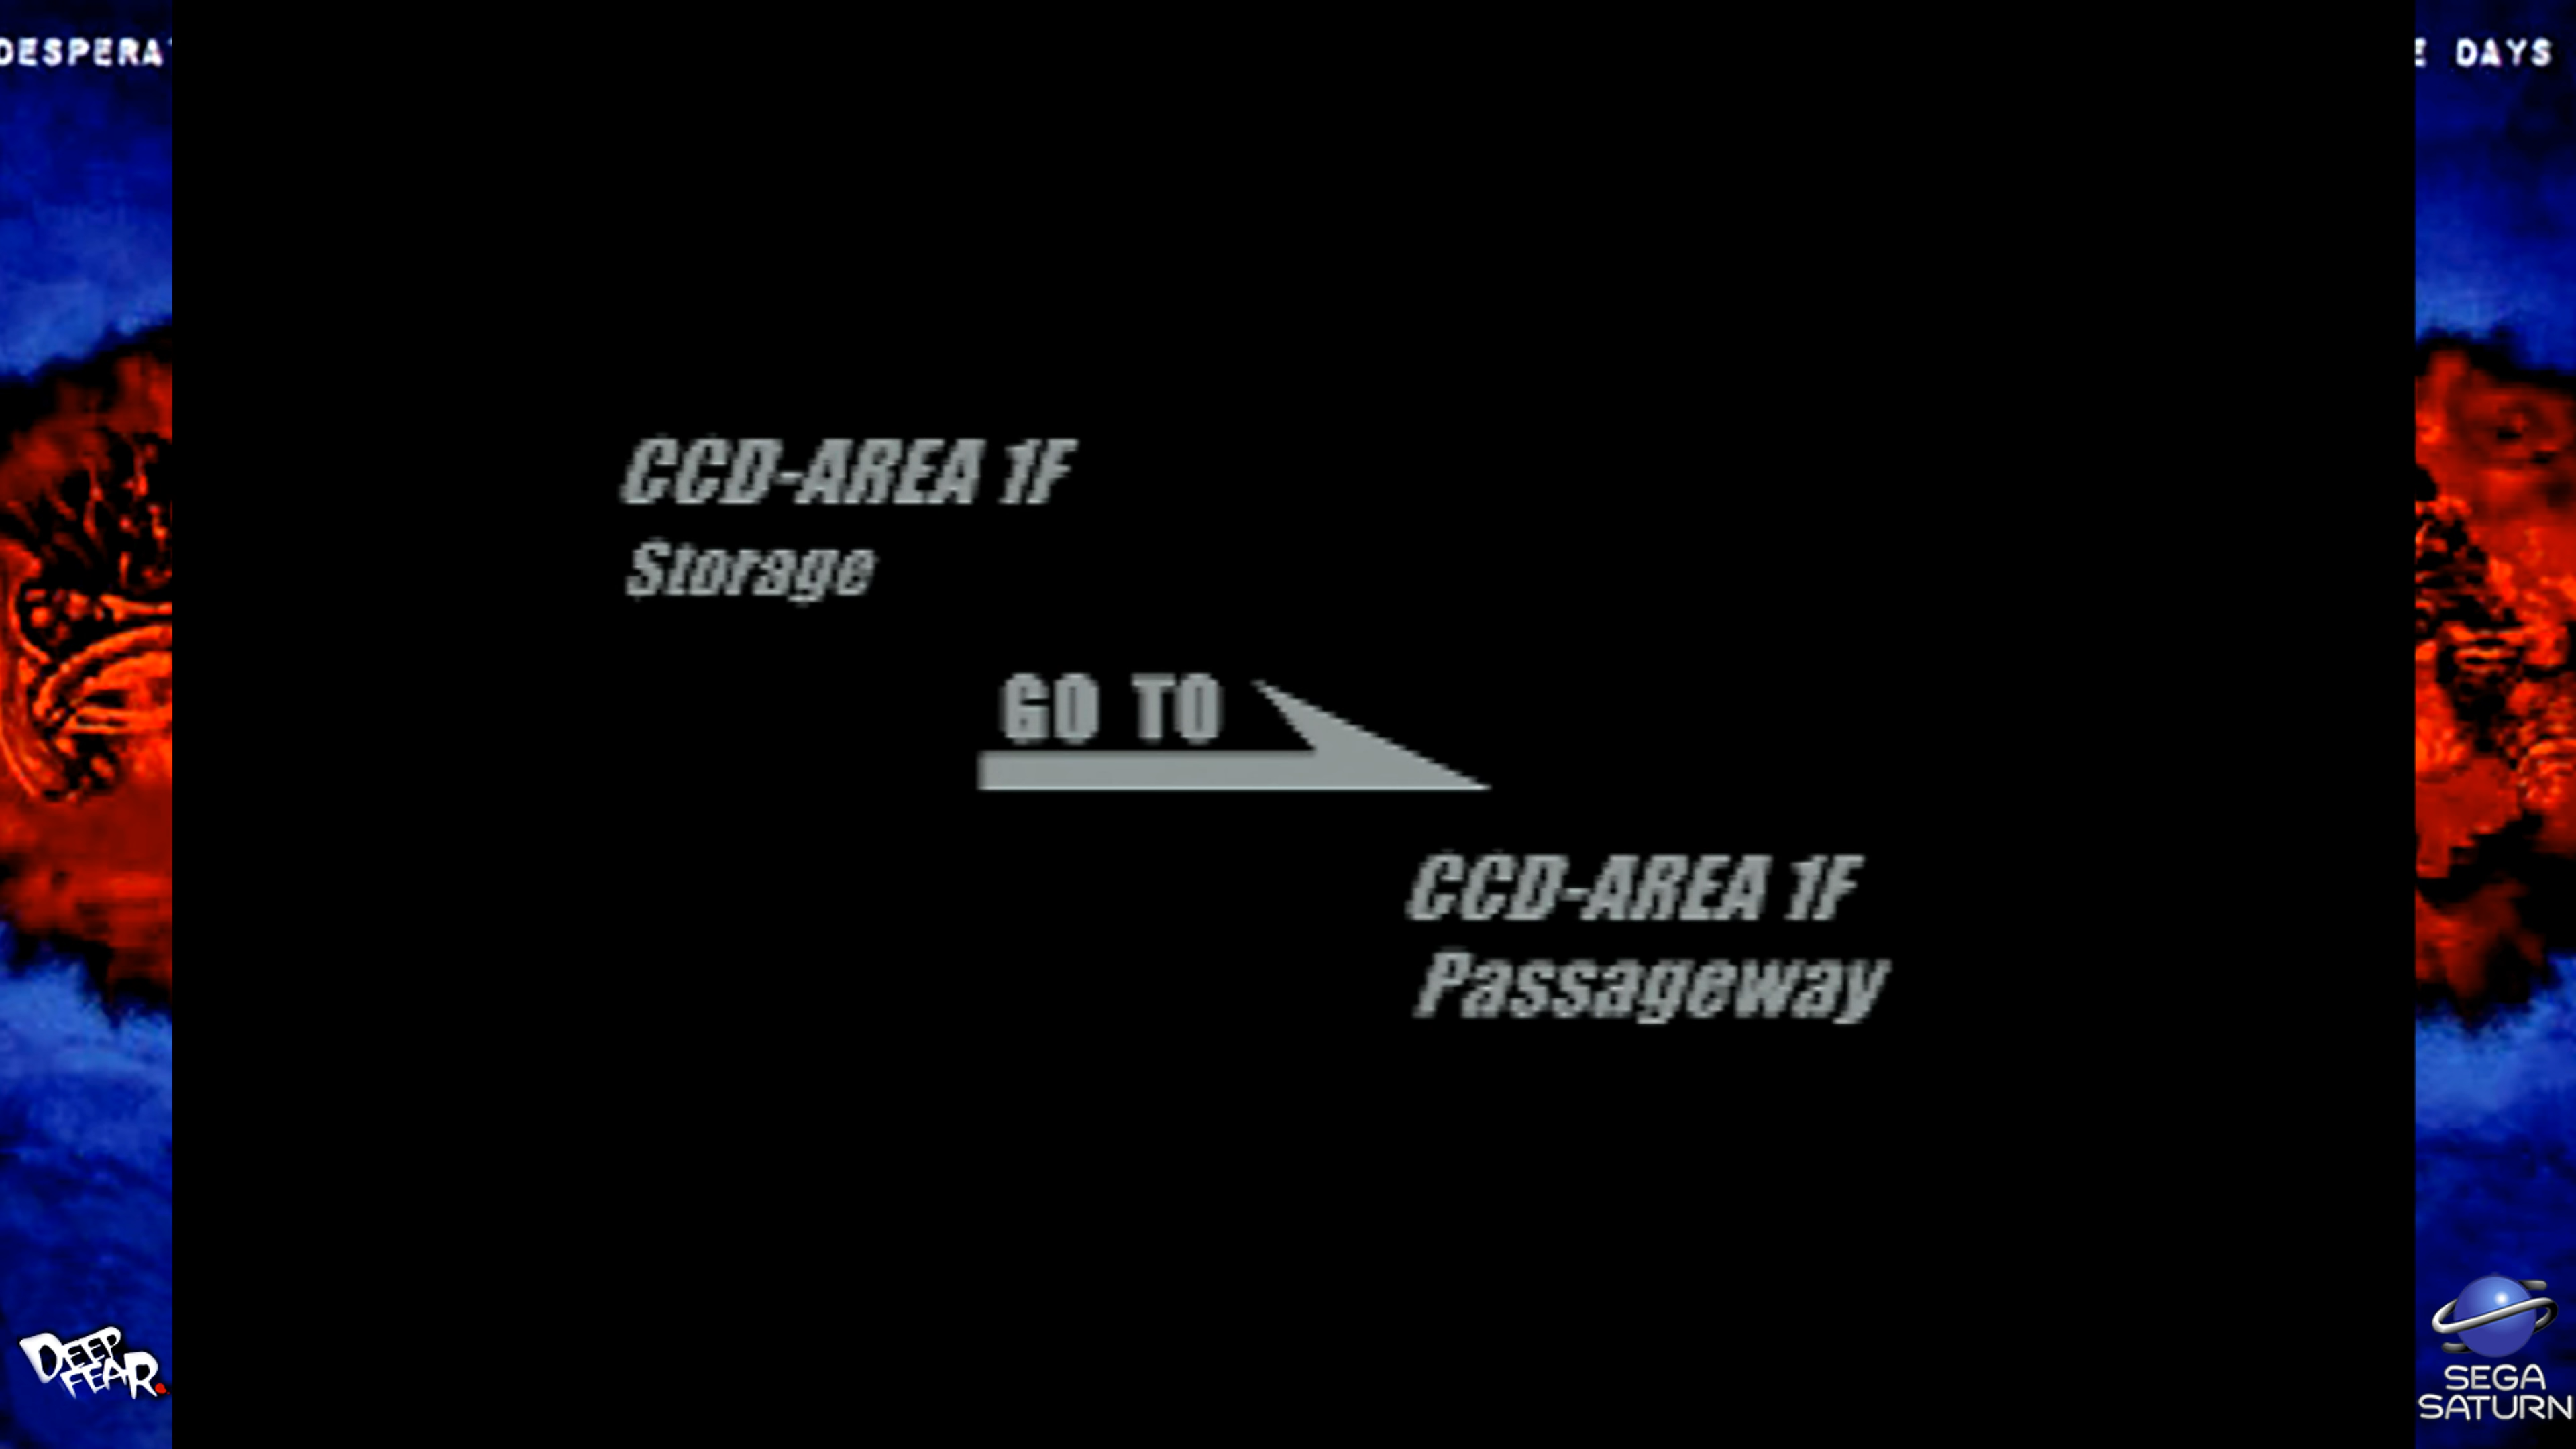 DESPERA
E DAYS
CCD-AREA 1F
Storage
GO TO
CCD-AREA 1F
Passageway
DEEP
FEAR.
SEGA
SATURN